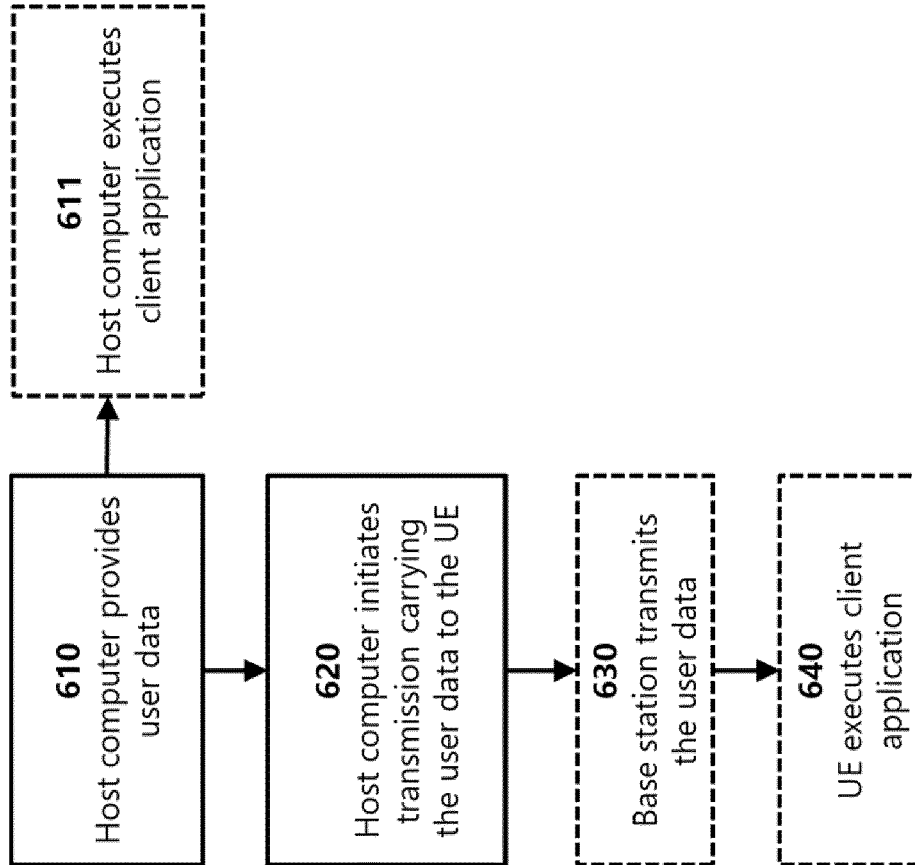 610
Host computer provides
user data
611
Host computer executes
client application
620
Host computer initiates
transmission carrying
the user data to the UE
630
Base station transmits
the user data
640
UE executes client
application